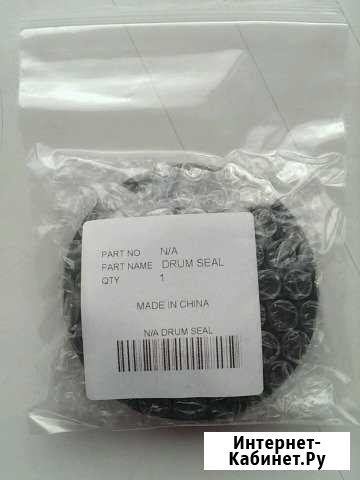 PART NO N/A
PART NAME DRUM SEAL
QTY 1
MADE IN CHINA
N/A DRUM SEAL
Интернет-
Кабинет.Ру